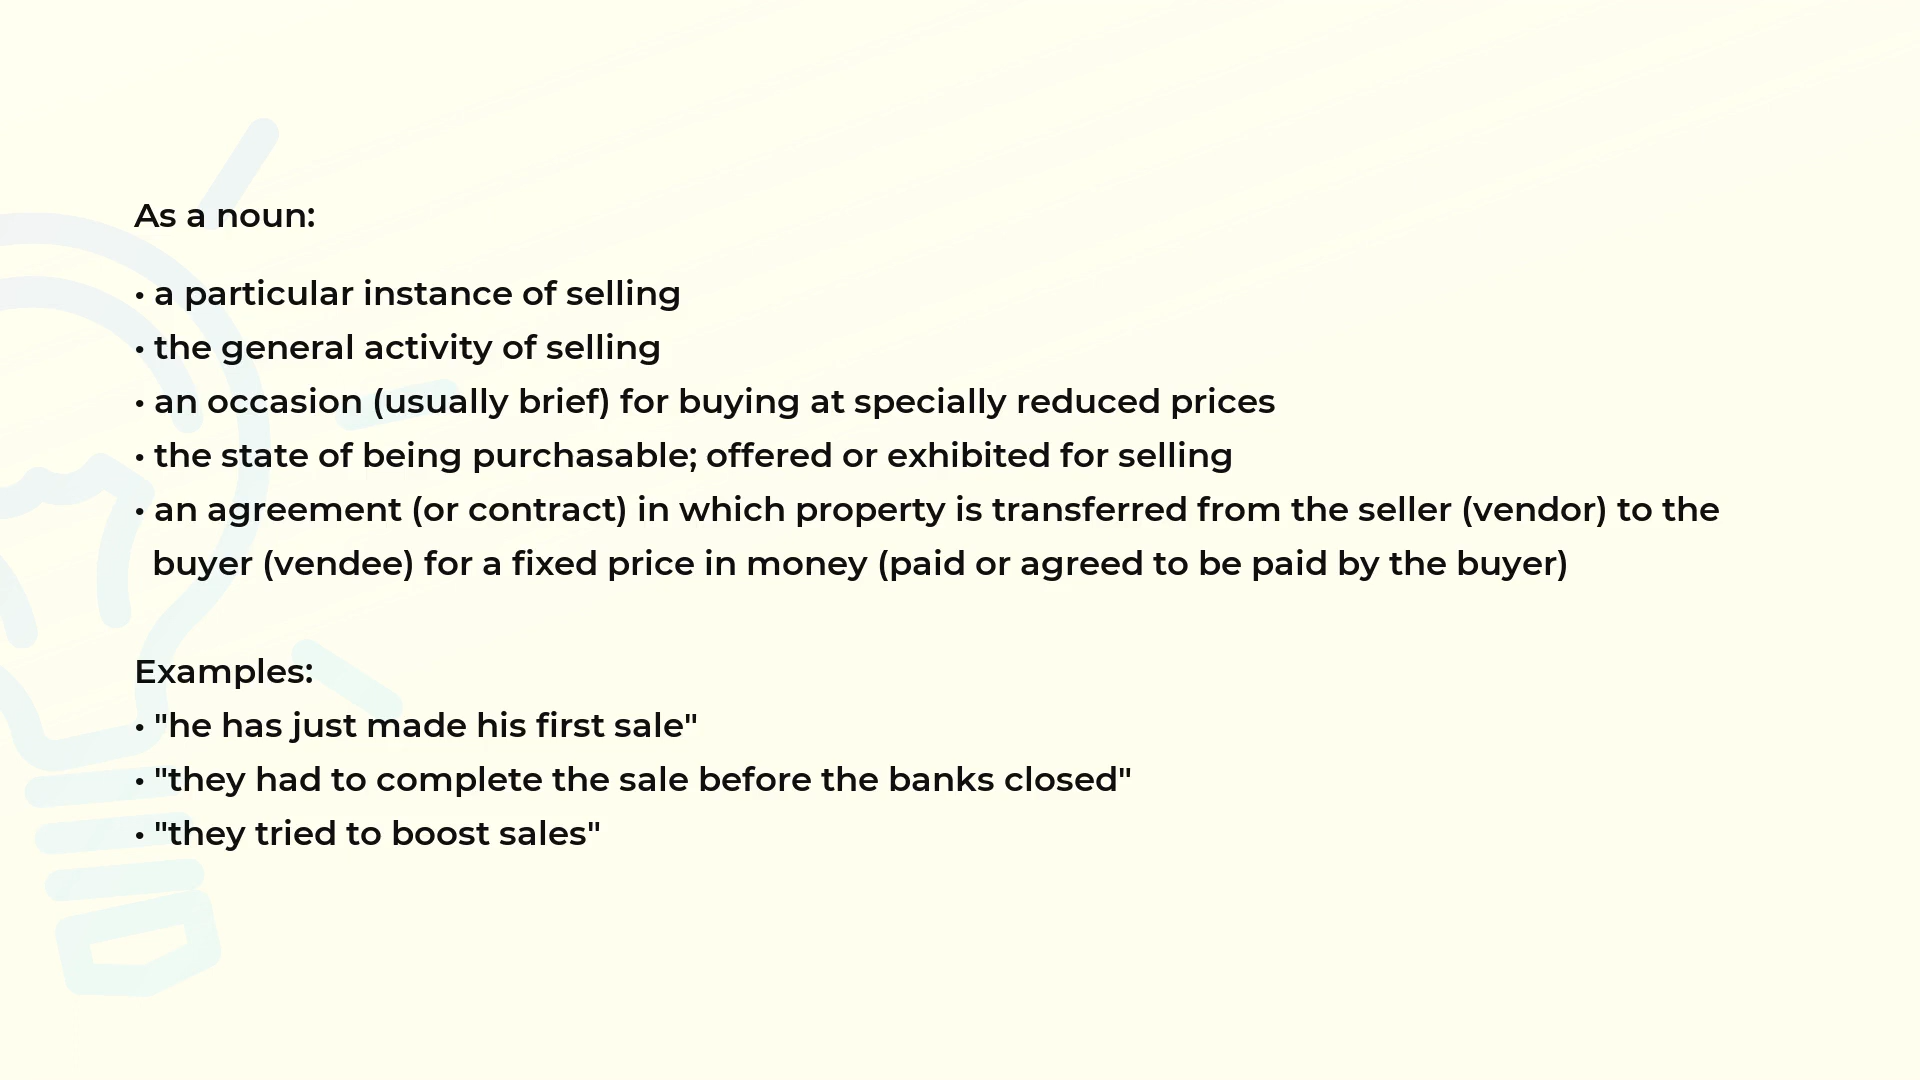 As a noun:
• a particular instance of selling
• the general activity of selling
• an occasion (usually brief) for buying at specially reduced prices
• the state of being purchasable; offered or exhibited for selling
• an agreement (or contract) in which property is transferred from the seller (vendor) to the
buyer (vendee) for a fixed price in money (paid or agreed to be paid by the buyer)
Examples:
• "he has just made his first sale"
• "they had to complete the sale before the banks closed"
• "they tried to boost sales"